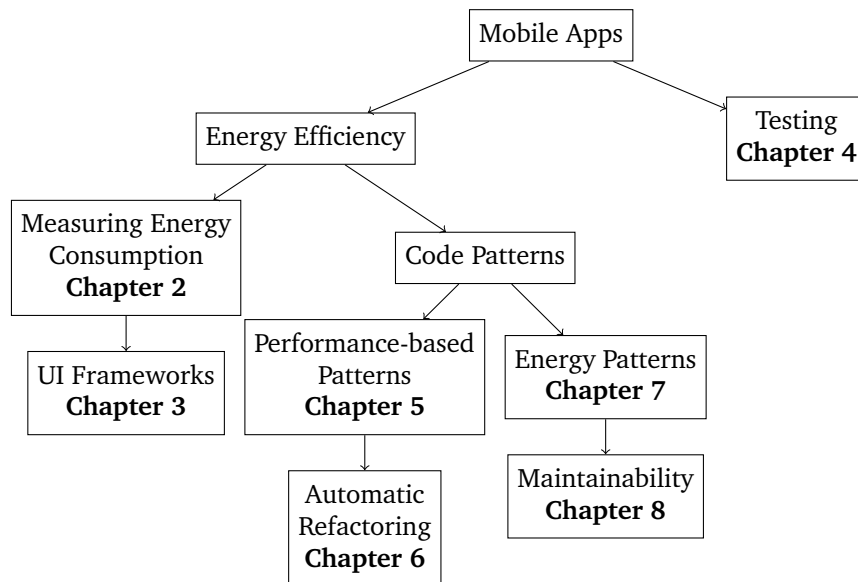 Mobile Apps
Testing
Chapter 4
Energy Efficiency
Measuring Energy
Consumption
Chapter 2
Code Patterns
UI Frameworks
Chapter 3
Performance-based
Patterns
Chapter 5
Energy Patterns
Chapter 7
Automatic
Refactoring
Chapter 6
Maintainability
Chapter 8